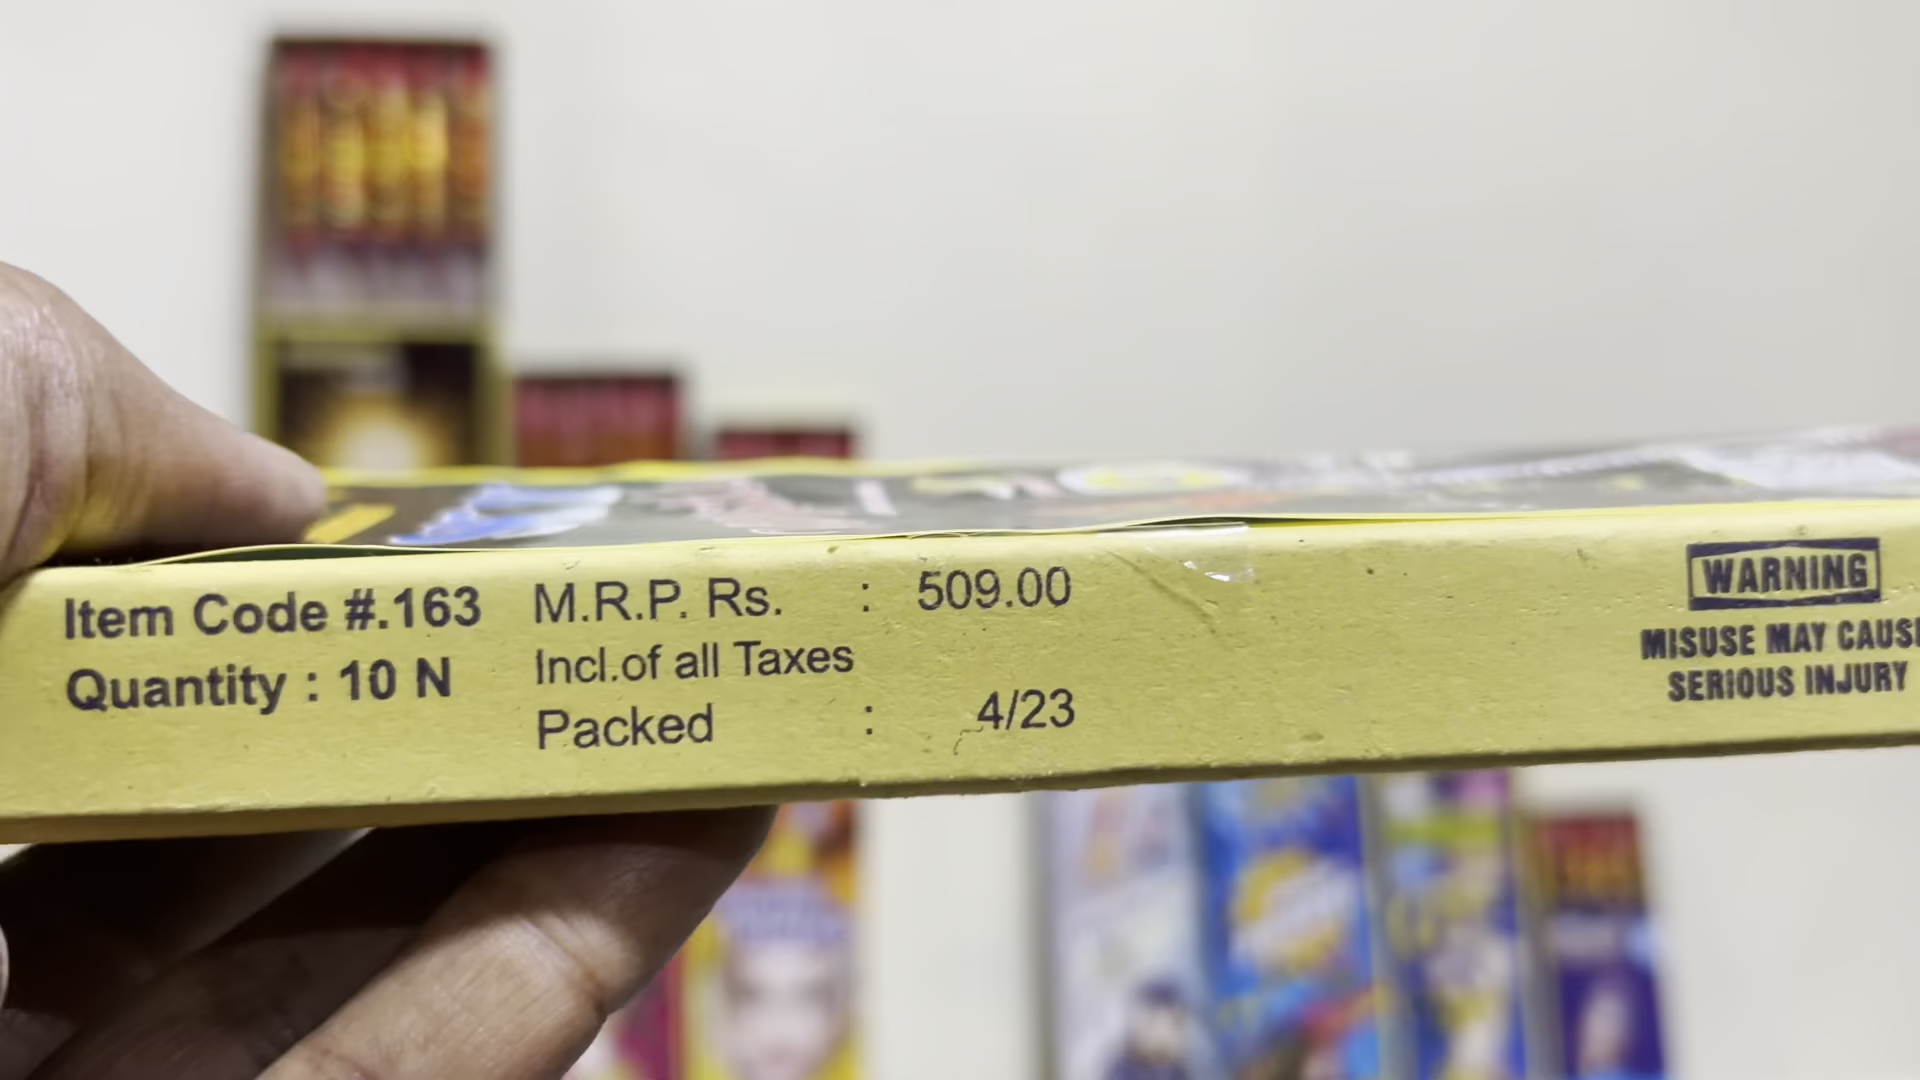 Item Code #.163
Quantity : 10 N
M.R.P. Rs. : 509.00
Incl.of all Taxes
Packed : 4/23
WARNING
MISUSE MAY CAUSE
SERIOUS INJURY